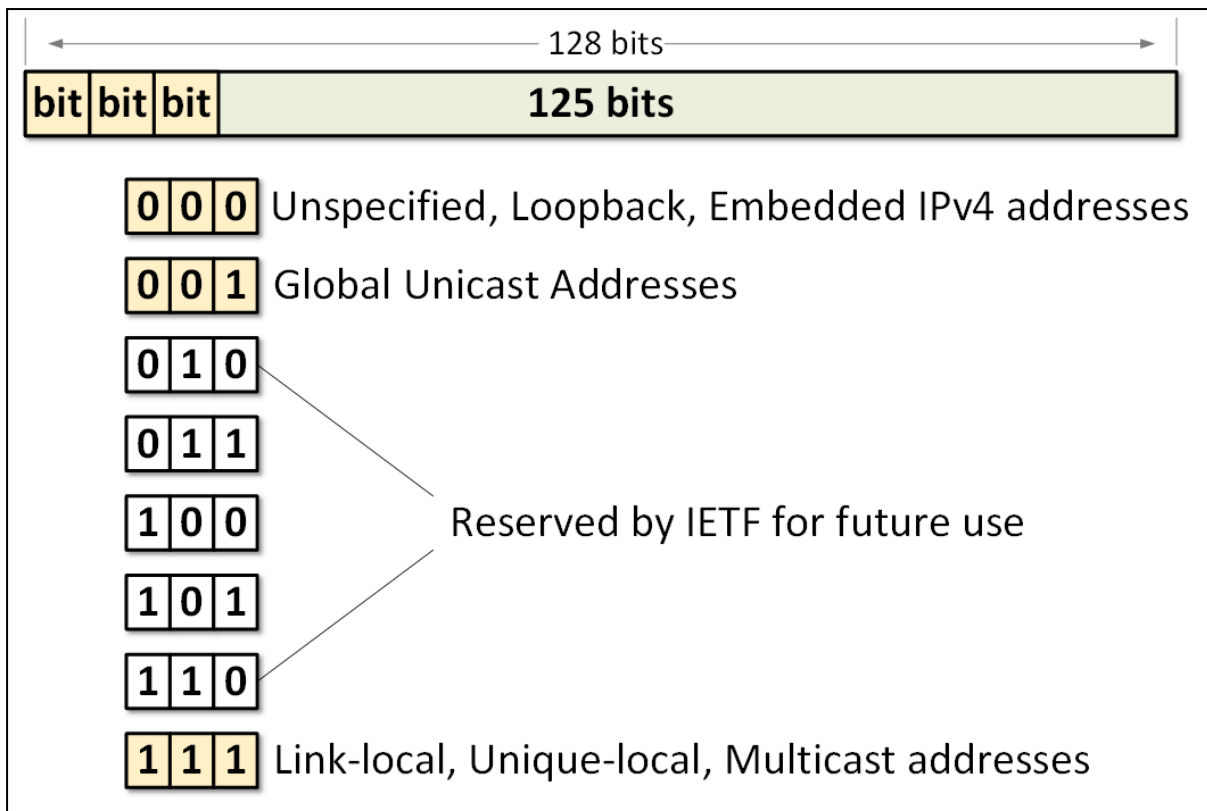 128 bits
bit bit bit 125 bits
0 0 0 Unspecified, Loopback, Embedded IPv4 addresses
0 0 1 Global Unicast Addresses
0 1 0
0 1 1
1 0 0 Reserved by IETF for future use
1 0 1
1 1 0
1 1 1 Link-local, Unique-local, Multicast addresses